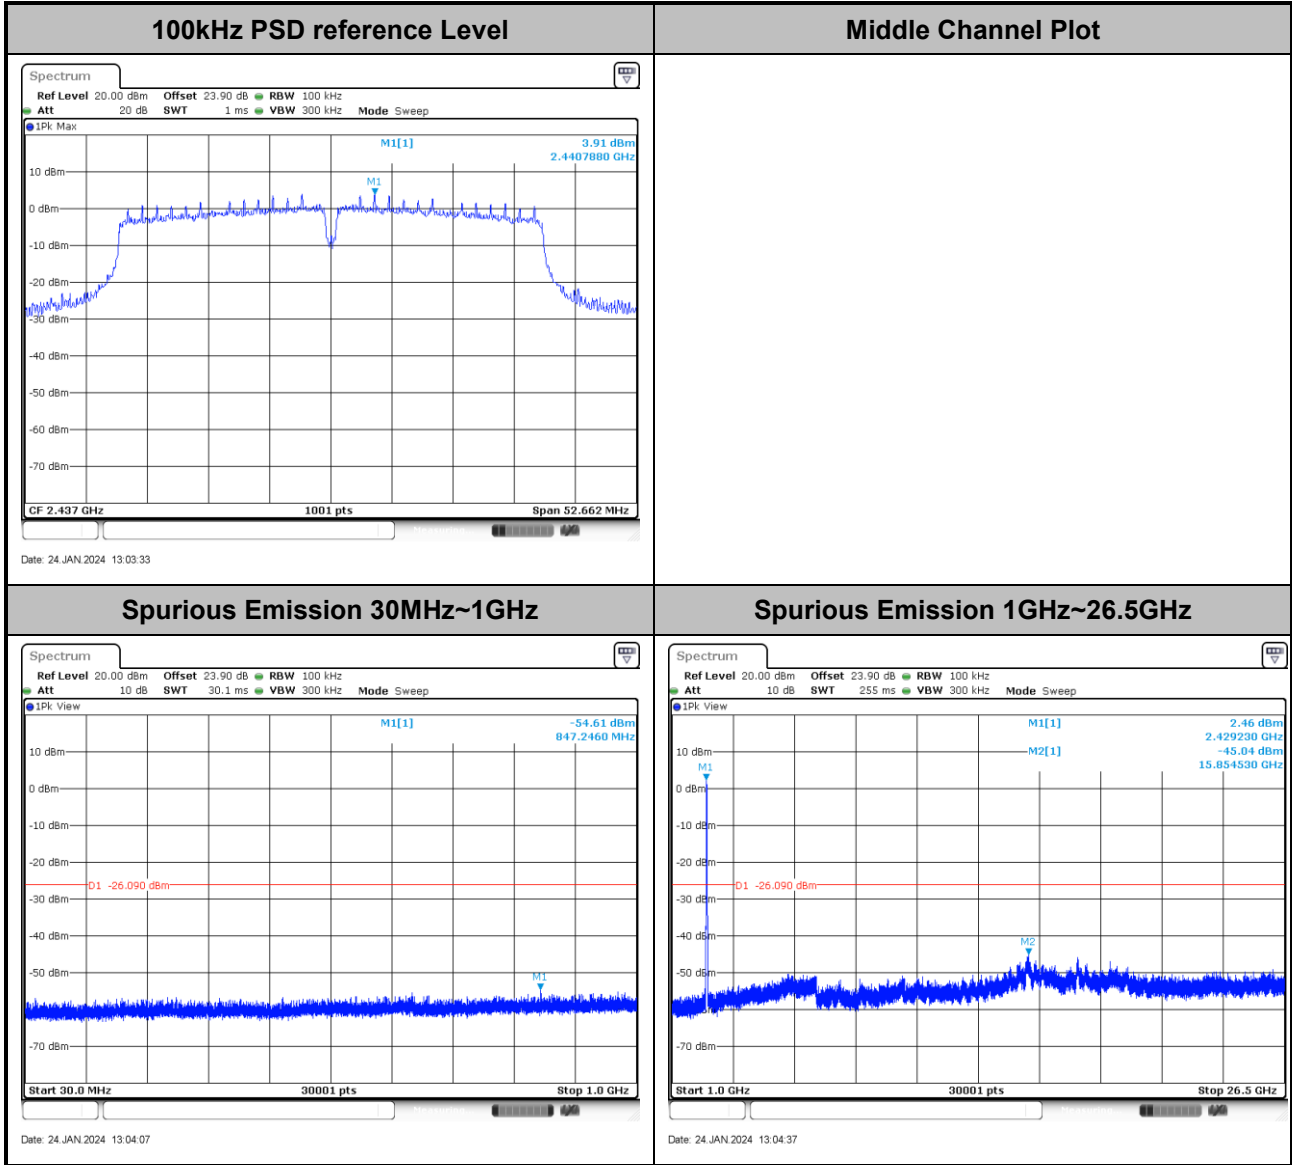 100kHz PSD reference Level
Middle Channel Plot
Spectrum
Ref Level 20.00 dBm Offset 23.90 dB RBW 100 kHz
Att 20 dB SWT 1 ms VBW 300 kHz Mode Sweep
1Pk Max
M1[1] 3.91 dBm
2.4407880 GHz
10 dBm
M1
0 dBm
-10 dBm
-20 dBm
-30 dBm
-40 dBm
-50 dBm
-60 dBm
-70 dBm
CF 2.437 GHz 1001 pts Span 52.662 MHz
Date: 24.JAN.2024 13:03:33
Spurious Emission 30MHz~1GHz
Spurious Emission 1GHz~26.5GHz
Spectrum
Ref Level 20.00 dBm Offset 23.90 dB RBW 100 kHz
Att 10 dB SWT 30.1 ms VBW 300 kHz Mode Sweep
1Pk View
M1[1] -54.61 dBm
847.2460 MHz
10 dBm
0 dBm
-10 dBm
-20 dBm
D1 -26.090 dBm
-30 dBm
-40 dBm
-50 dBm
M1
-70 dBm
Start 30.0 MHz 30001 pts Stop 1.0 GHz
Date: 24.JAN.2024 13:04:07
Spectrum
Ref Level 20.00 dBm Offset 23.90 dB RBW 100 kHz
Att 10 dB SWT 255 ms VBW 300 kHz Mode Sweep
1Pk View
M1[1] 2.46 dBm
2.429230 GHz
10 dBm
M2[1] -45.04 dBm
15.854530 GHz
M1
0 dBm
-10 dBm
-20 dBm
D1 -26.090 dBm
-30 dBm
-40 dBm
M2
-50 dBm
-70 dBm
Start 1.0 GHz 30001 pts Stop 26.5 GHz
Date: 24.JAN.2024 13:04:37